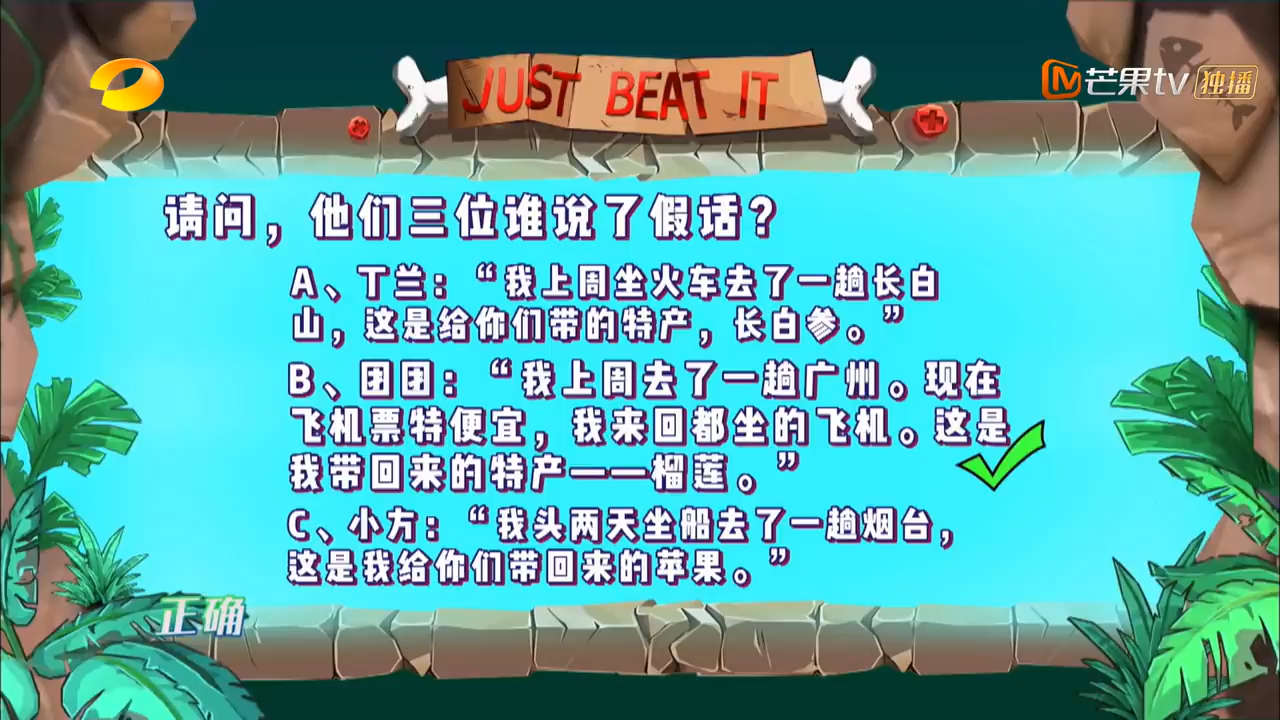 JUST BEAT IT
芒果tv 独播
请问，他们三位谁说了假话？
A、丁兰：“我上周坐火车去了一趟长白
山，这是给你们带的特产，长白参。”
B、团团：“我上周去了一趟广州。现在
飞机票特便宜，我来回都坐的飞机。这是
我带回来的特产——榴莲。”
C、小方：“我头两天坐船去了一趟烟台，
这是我给你们带回来的苹果。”
正确